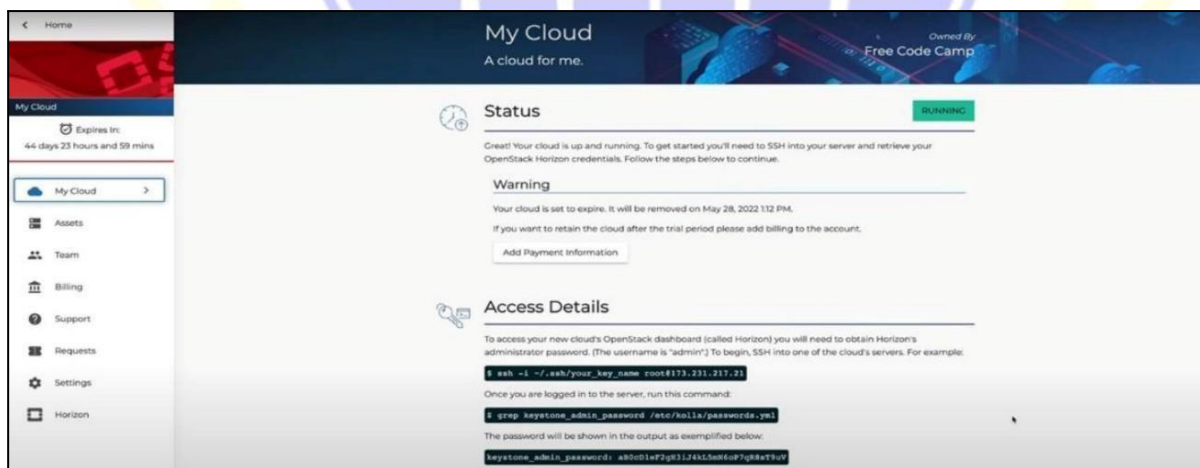 Home
My Cloud
Expires In:
44 days 23 hours and 59 mins
My Cloud
Assets
Team
Billing
Support
Requests
Settings
Horizon
My Cloud
A cloud for me.
Owned By
Free Code Camp
Status
RUNNING
Great! Your cloud is up and running. To get started you'll need to SSH into your server and retrieve your
OpenStack Horizon credentials. Follow the steps below to continue.
Warning
Your cloud is set to expire. It will be removed on May 28, 2022 1:12 PM.
If you want to retain the cloud after the trial period please add billing to the account.
Add Payment Information
Access Details
To access your new cloud's OpenStack dashboard (called Horizon) you will need to obtain Horizon's
administrator password. (The username is "admin".) To begin, SSH into one of the cloud's servers. For example:
$ ssh -i ~/.ssh/your_key_name root@173.231.217.21
Once you are logged in to the server, run this command:
$ grep keystone_admin_password /etc/kolla/passwords.yml
The password will be shown in the output as exemplified below:
keystone_admin_password: